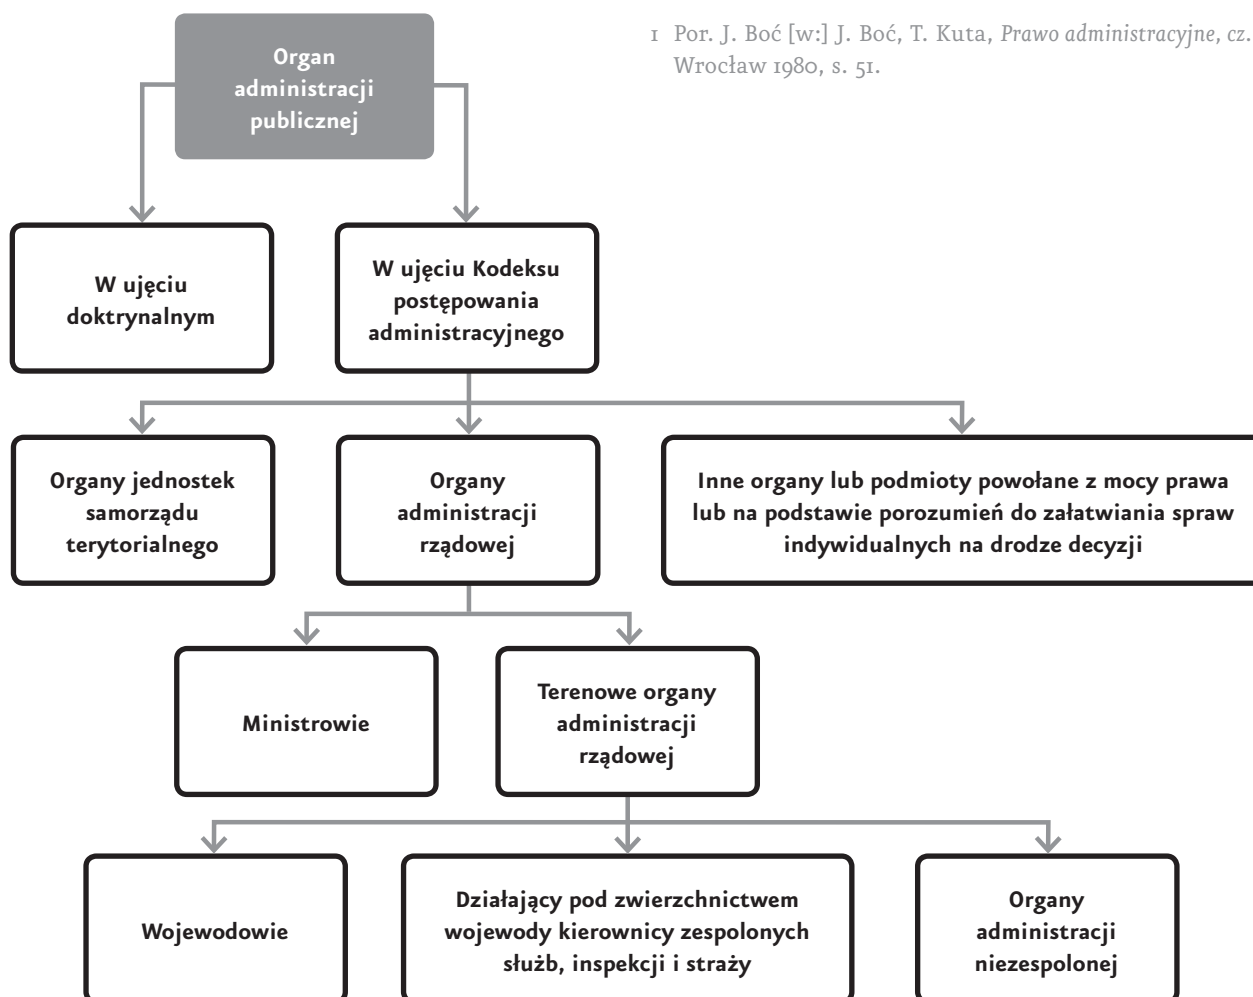 Organ
administracji
publicznej
1 Por. J. Boć [w:] J. Boć, T. Kuta, Prawo administracyjne, cz.
Wrocław 1980, s. 51.
W ujęciu
doktrynalnym
W ujęciu Kodeksu
postępowania
administracyjnego
Organy jednostek
samorządu
terytorialnego
Organy
administracji
rządowej
Inne organy lub podmioty powołane z mocy prawa
lub na podstawie porozumień do załatwiania spraw
indywidualnych na drodze decyzji
Ministrowie
Terenowe organy
administracji
rządowej
Wojewodowie
Działający pod zwierzchnictwem
wojewody kierownicy zespolonych
służb, inspekcji i straży
Organy
administracji
niezespolonej